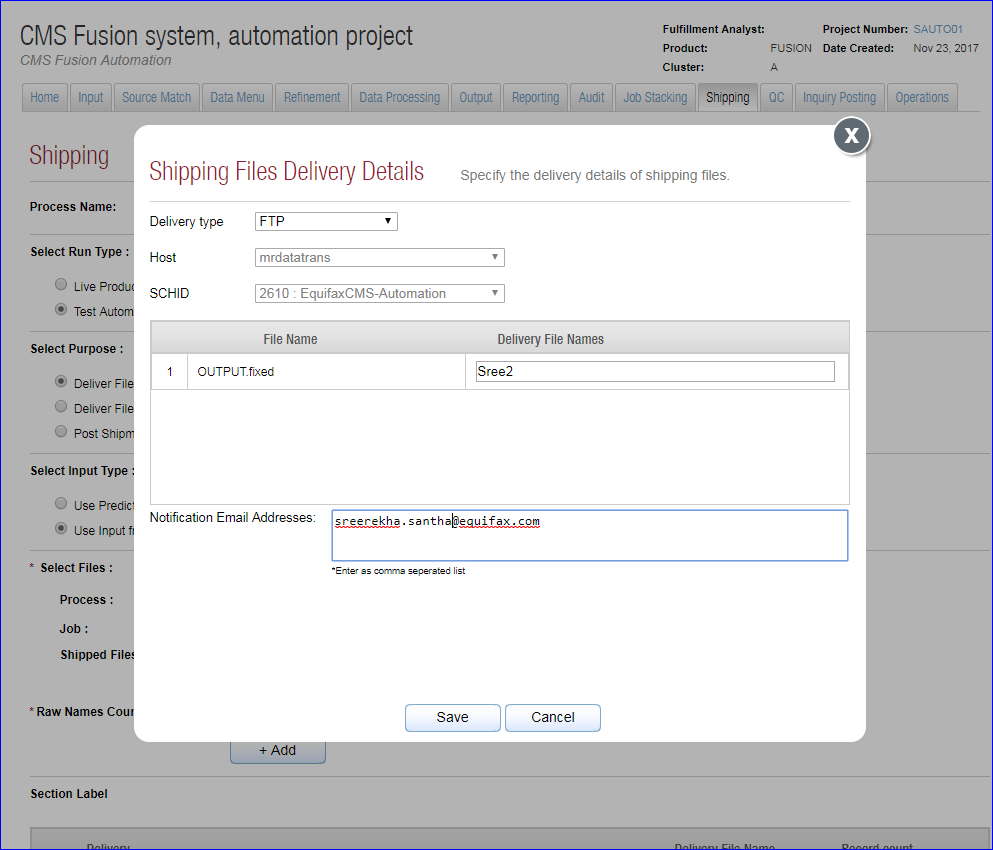 CMS Fusion system, automation project
CMS Fusion Automation
Fulfillment Analyst:
Project Number: SAUTO01
Product: FUSION
Date Created: Nov 23, 2017
Cluster: A
Home Input Source Match Data Menu Refinement Data Processing Output Reporting Audit Job Stacking Shipping QC Inquiry Posting Operations
X
Shipping
Shipping Files Delivery Details
Specify the delivery details of shipping files.
Process Name:
Delivery type FTP
Select Run Type :
Host mrdatatrans
Live Produc
SCHID 2610 : EquifaxCMS-Automation
Test Autom
File Name Delivery File Names
Select Purpose :
1 OUTPUT.fixed Sree2
Deliver File
Deliver File
Post Shipm
Select Input Type :
Use Predict
Notification Email Addresses: sreerekha.santha@equifax.com
Use Input fr
*Enter as comma seperated list
* Select Files :
Process :
Job :
Shipped Files
* Raw Names Coun
Save Cancel
+ Add
Section Label
Delivery Delivery File Name Record count